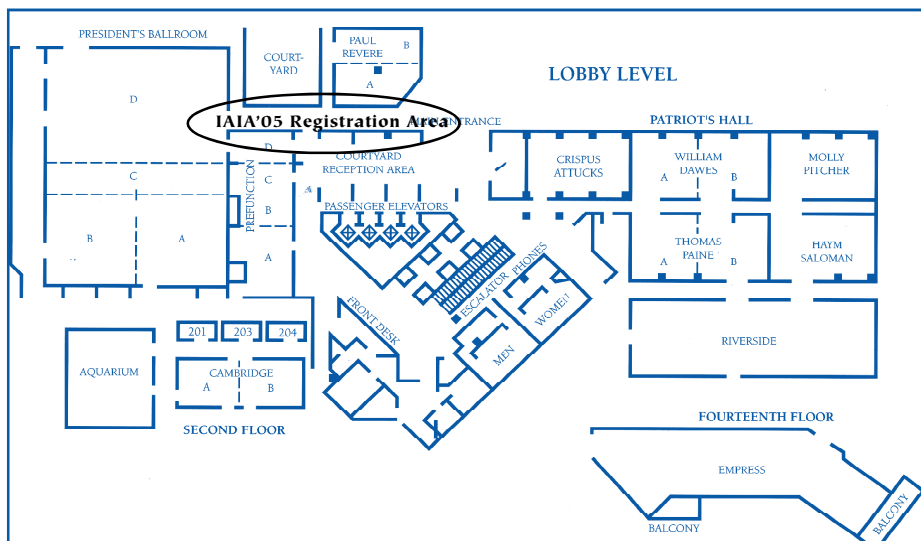 PRESIDENT'S BALLROOM
COURT-
YARD
PAUL
REVERE
B
A
LOBBY LEVEL
D
IAIA'05 Registration Area
ENTRANCE
PATRIOT'S HALL
D
COURTYARD
RECEPTION AREA
CRISPUS
ATTUCKS
WILLIAM
DAWES
A
B
MOLLY
PITCHER
C
C
PREFUNCTION
B
PASSENGER ELEVATORS
B
A
A
THOMAS
PAINE
A
B
HAYM
SALOMAN
PHONES
ESCALATOR
WOMEN
MEN
FRONT DESK
201
203
204
RIVERSIDE
AQUARIUM
CAMBRIDGE
A
B
SECOND FLOOR
FOURTEENTH FLOOR
EMPRESS
BALCONY
BALCONY